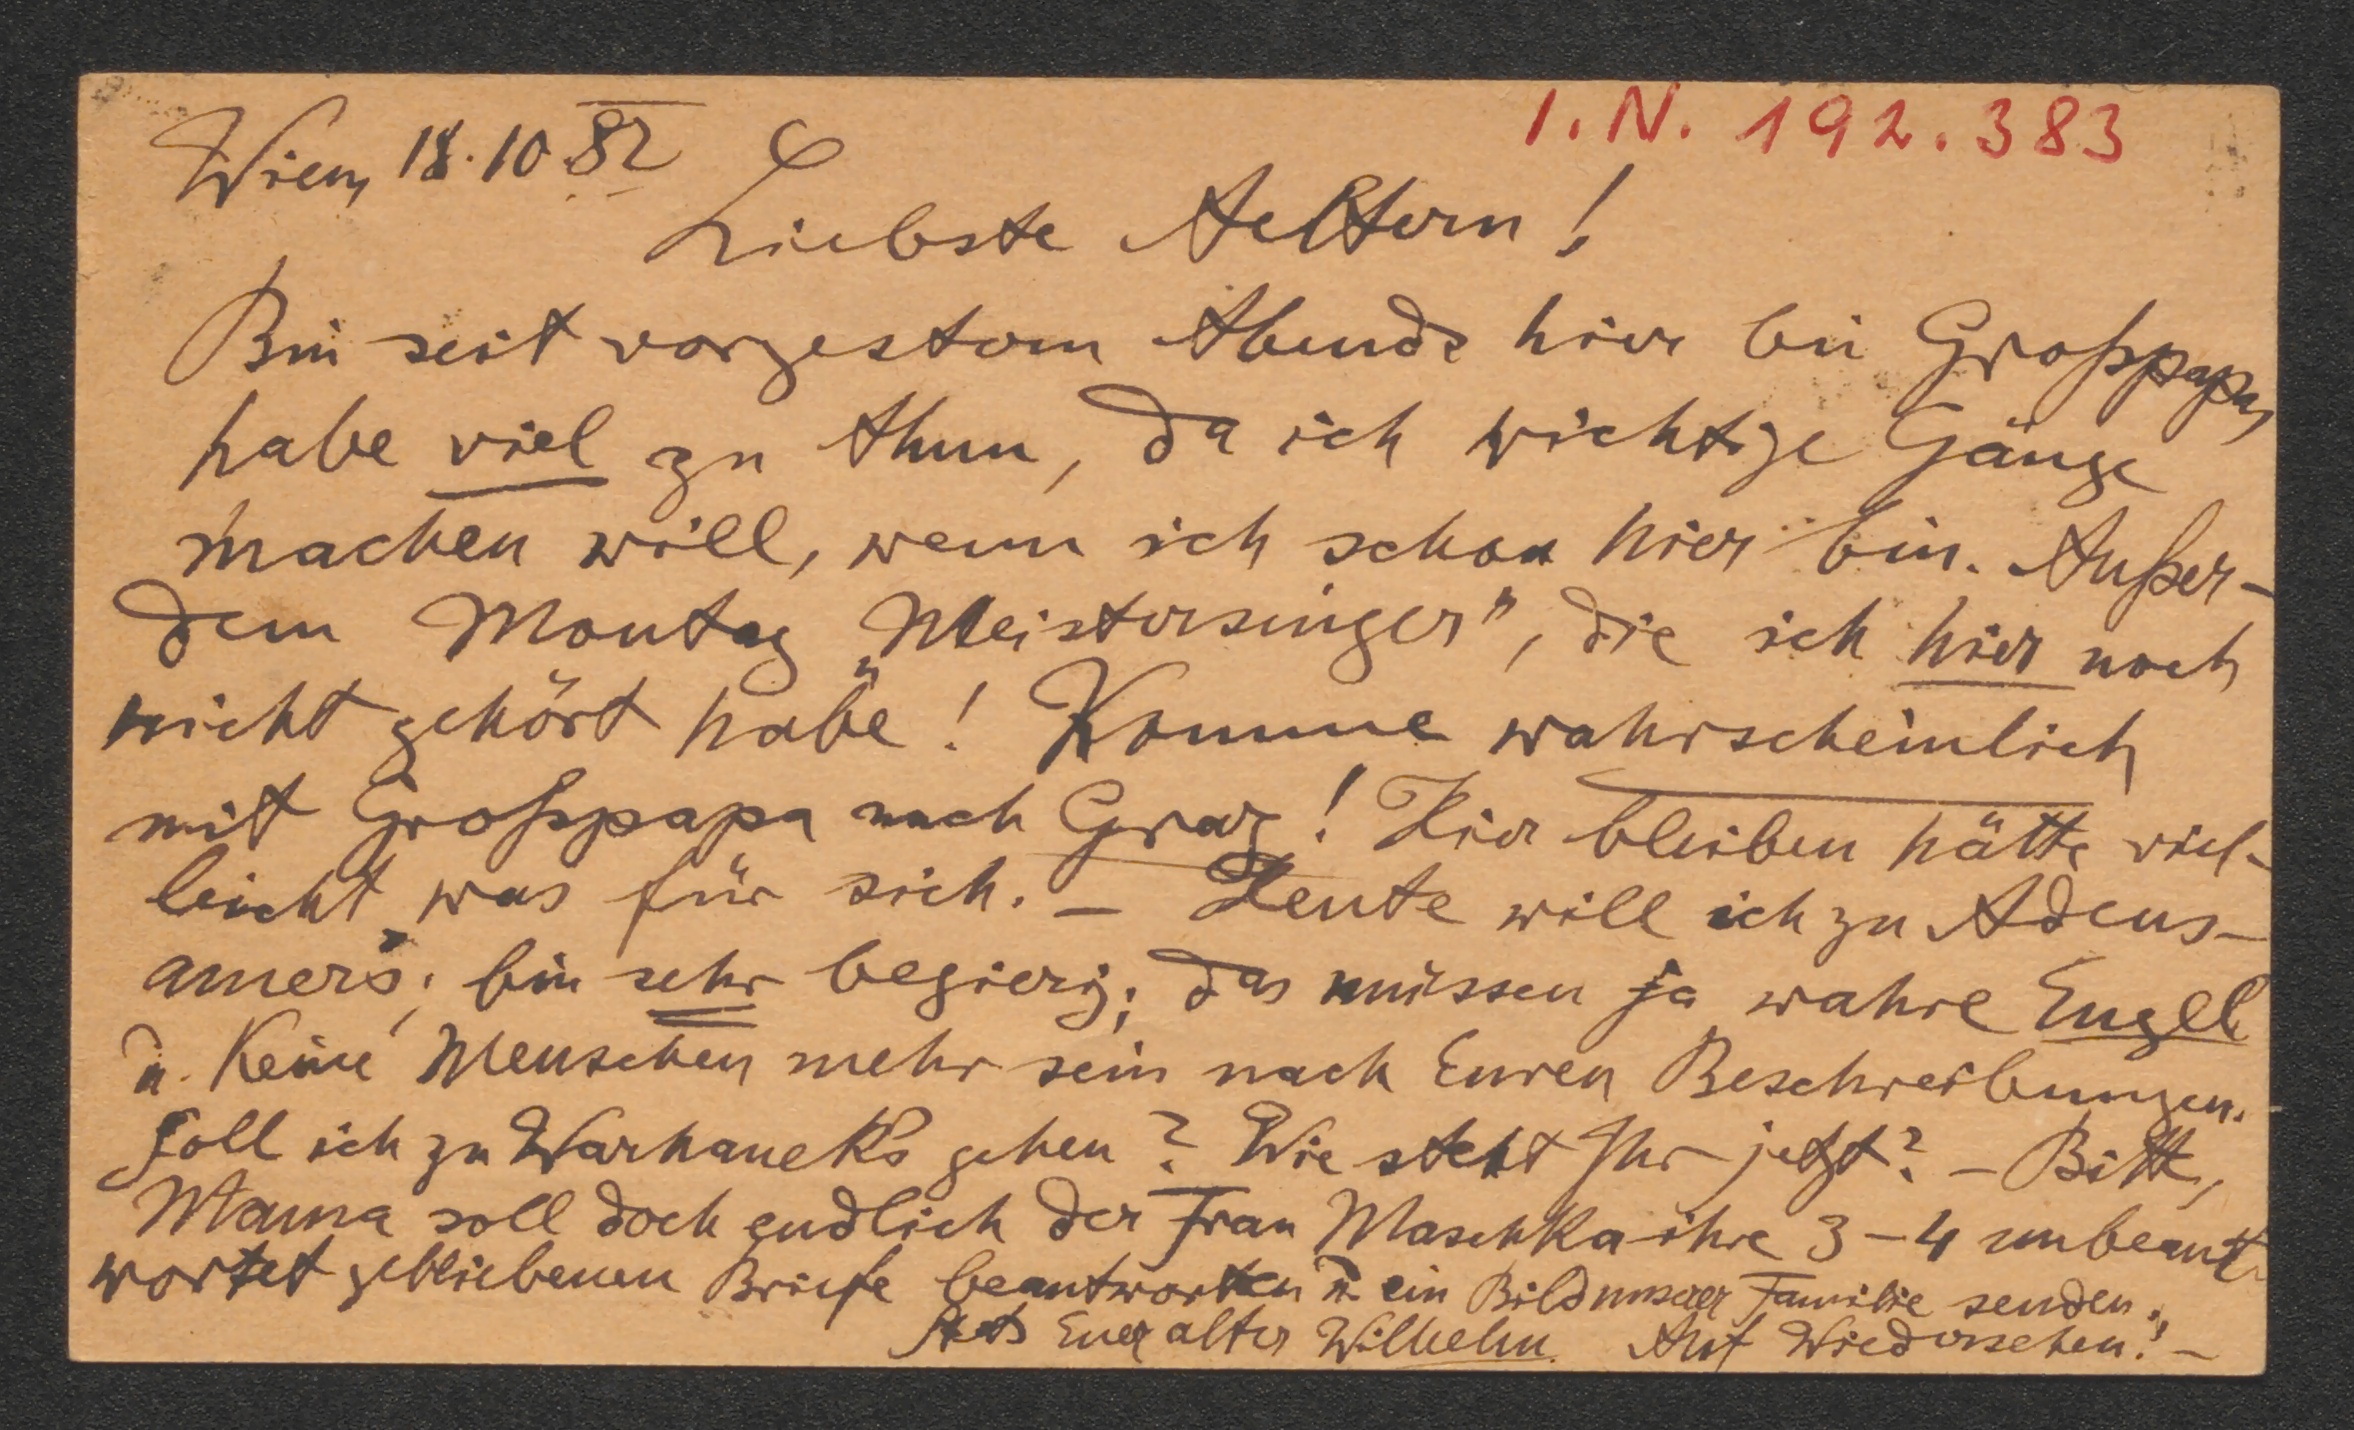 I. N. 192.383
Wien, 18.10.82
Liebste Aeltern!
Bin seit vorgestern Abends hier bei Großpapa,
habe viel zu thun, da ich wichtige Gänge
machen will, wenn ich schon hier bin. Außer-
dem Montag „Meistersinger", die ich hier noch
nicht gehört habe! Komme wahrscheinlich
mit Großpapa nach Graz! Hier bleiben hätte viel-
leicht was für sich. – Heute will ich zu Adens-
amer's; bin sehr begierig; das müssen ja wahre Engel
u. keine Menschen mehr sein nach Euren Beschreibungen.
Soll ich zu Warhanek's gehen? Wie steht Ihr jetzt? – Bitte,
Mama soll doch endlich der Frau Maschka ihre 3–4 unbeant-
wortet gebliebenen Briefe beantworten u. ein Bild unserer Familie senden.
Stets Euer alter Wilhelm. Auf Wiedersehen! –